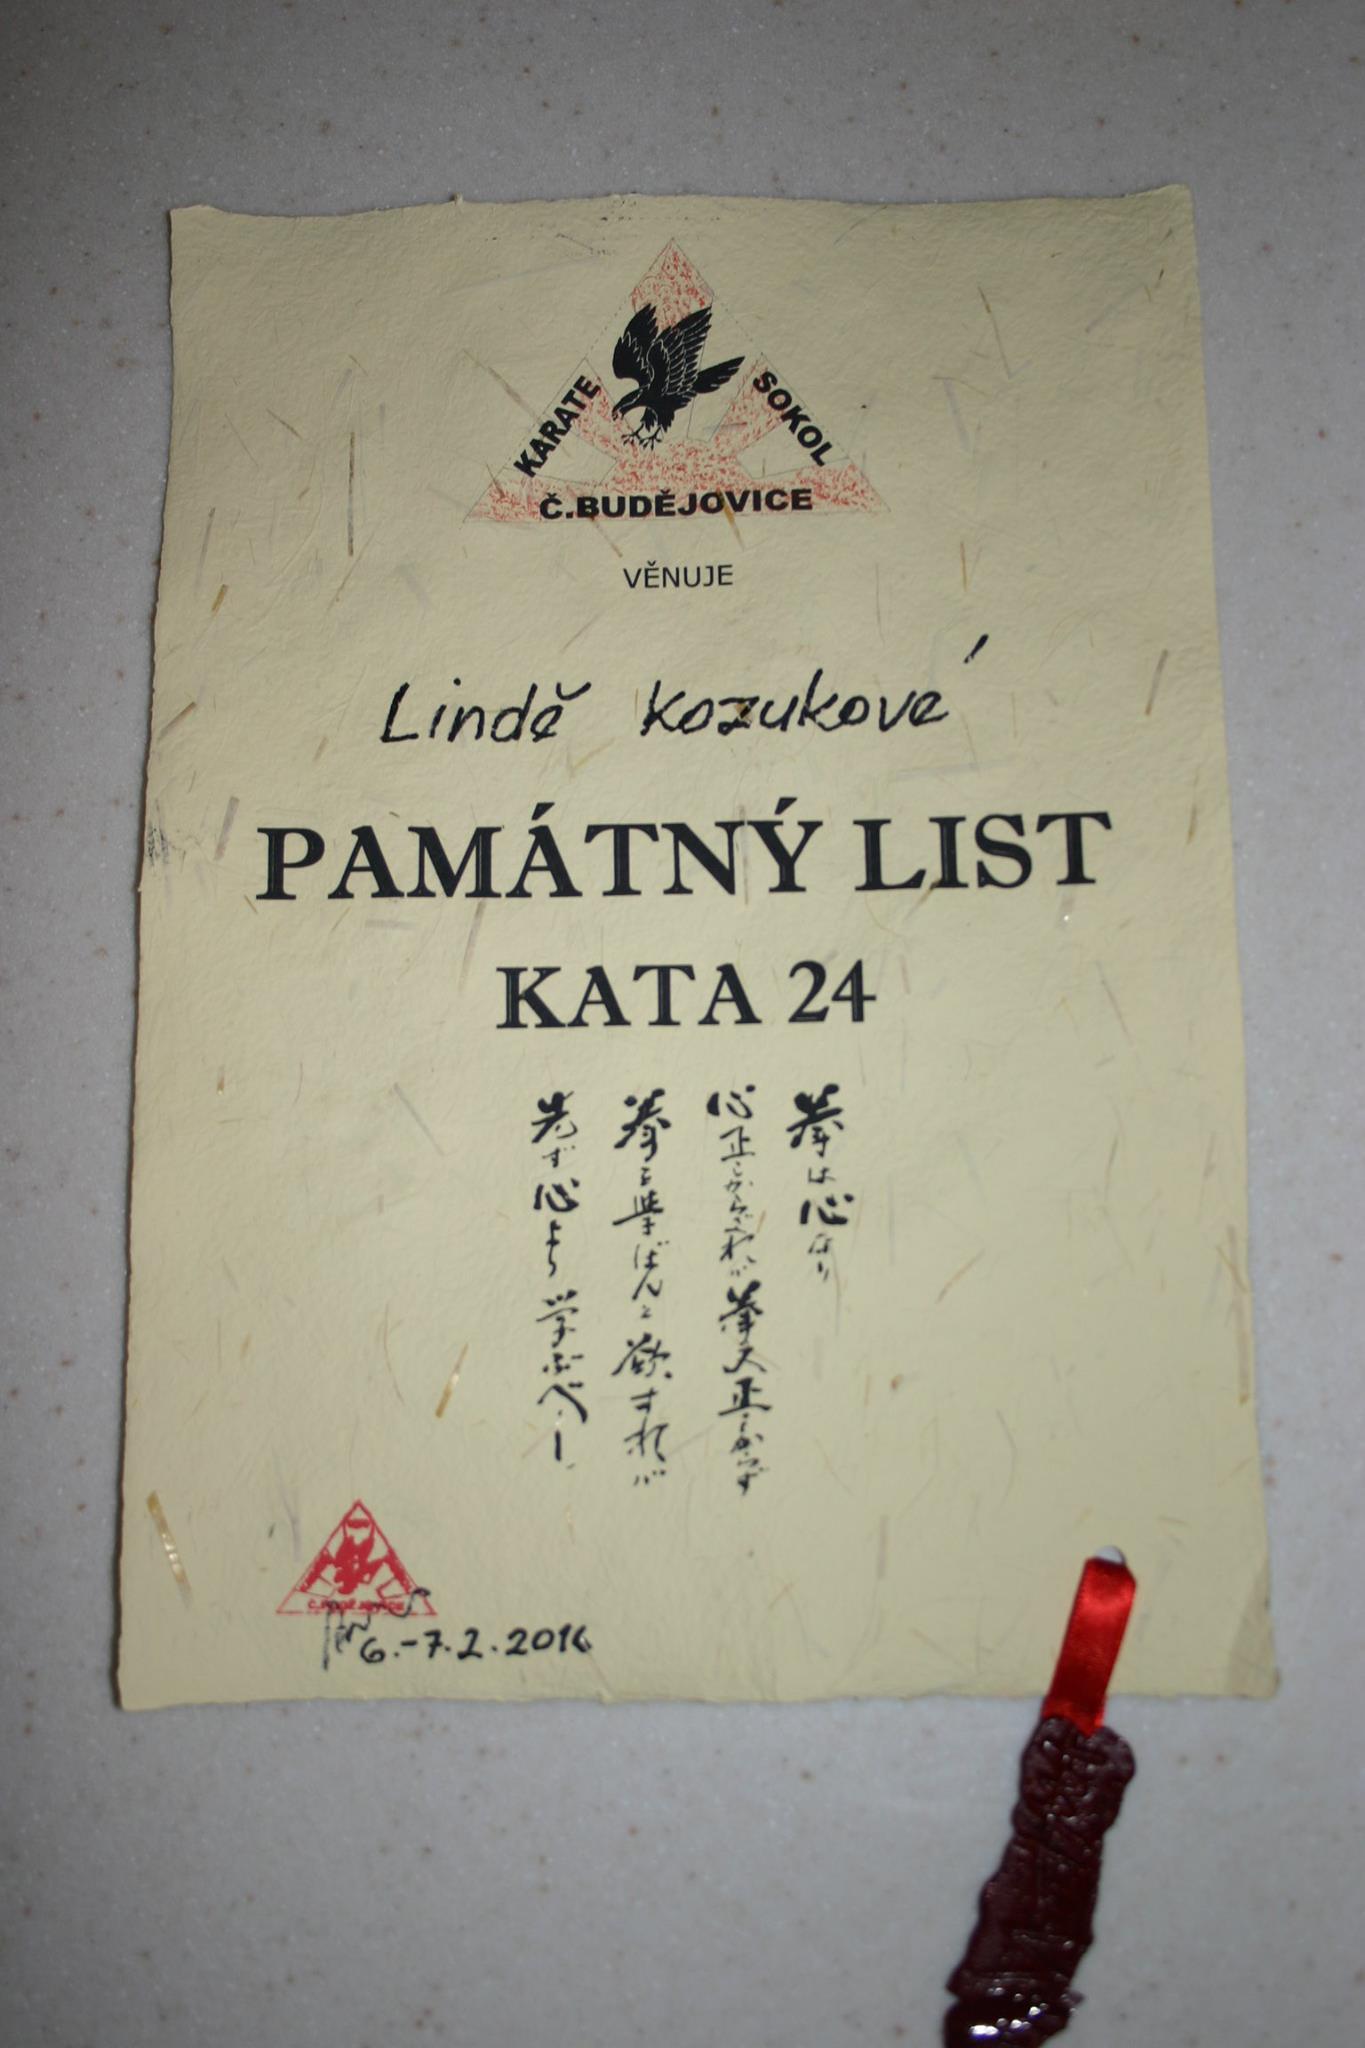 KARATE
SOKOL
Č.BUDĚJOVICE
VĚNUJE
Lindě Kozukové
PAMÁTNÝ LIST
KATA 24
拳は心なり
心正しからざれば拳又正しからず
拳を学ばんと欲すれば
先ず心より学ぶべし
Č.BUDĚJOVICE
6.-7.2.2016